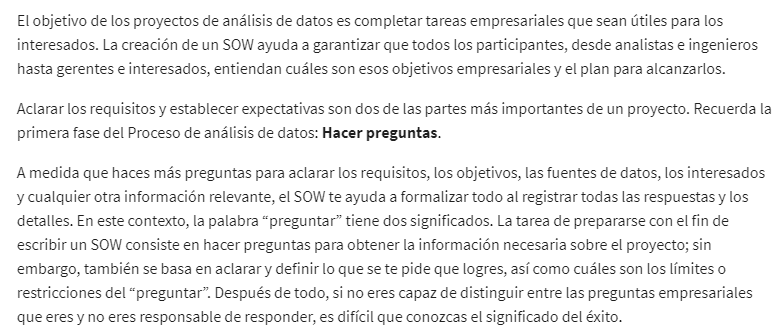 El objetivo de los proyectos de análisis de datos es completar tareas empresariales que sean útiles para los
interesados. La creación de un SOW ayuda a garantizar que todos los participantes, desde analistas e ingenieros
hasta gerentes e interesados, entiendan cuáles son esos objetivos empresariales y el plan para alcanzarlos.
Aclarar los requisitos y establecer expectativas son dos de las partes más importantes de un proyecto. Recuerda la
primera fase del Proceso de análisis de datos: Hacer preguntas.
A medida que haces más preguntas para aclarar los requisitos, los objetivos, las fuentes de datos, los interesados
y cualquier otra información relevante, el SOW te ayuda a formalizar todo al registrar todas las respuestas y los
detalles. En este contexto, la palabra “preguntar” tiene dos significados. La tarea de prepararse con el fin de
escribir un SOW consiste en hacer preguntas para obtener la información necesaria sobre el proyecto; sin
embargo, también se basa en aclarar y definir lo que se te pide que logres, así como cuáles son los límites o
restricciones del “preguntar”. Después de todo, si no eres capaz de distinguir entre las preguntas empresariales
que eres y no eres responsable de responder, es difícil que conozcas el significado del éxito.